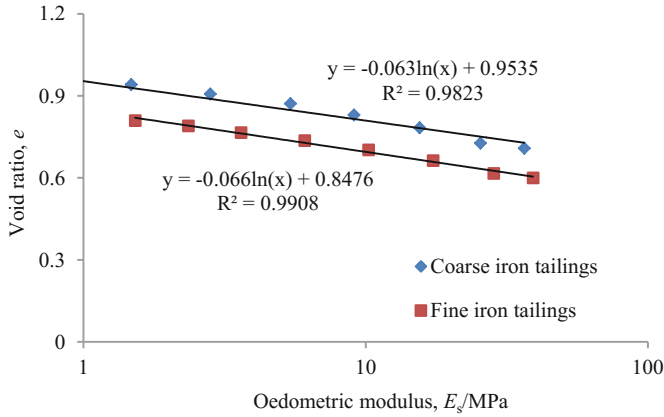 1.2
0.9
0.6
0.3
0
Void ratio, e
y = -0.063ln(x) + 0.9535
R² = 0.9823
y = -0.066ln(x) + 0.8476
R² = 0.9908
Coarse iron tailings
Fine iron tailings
1 10 100
Oedometric modulus, Es/MPa